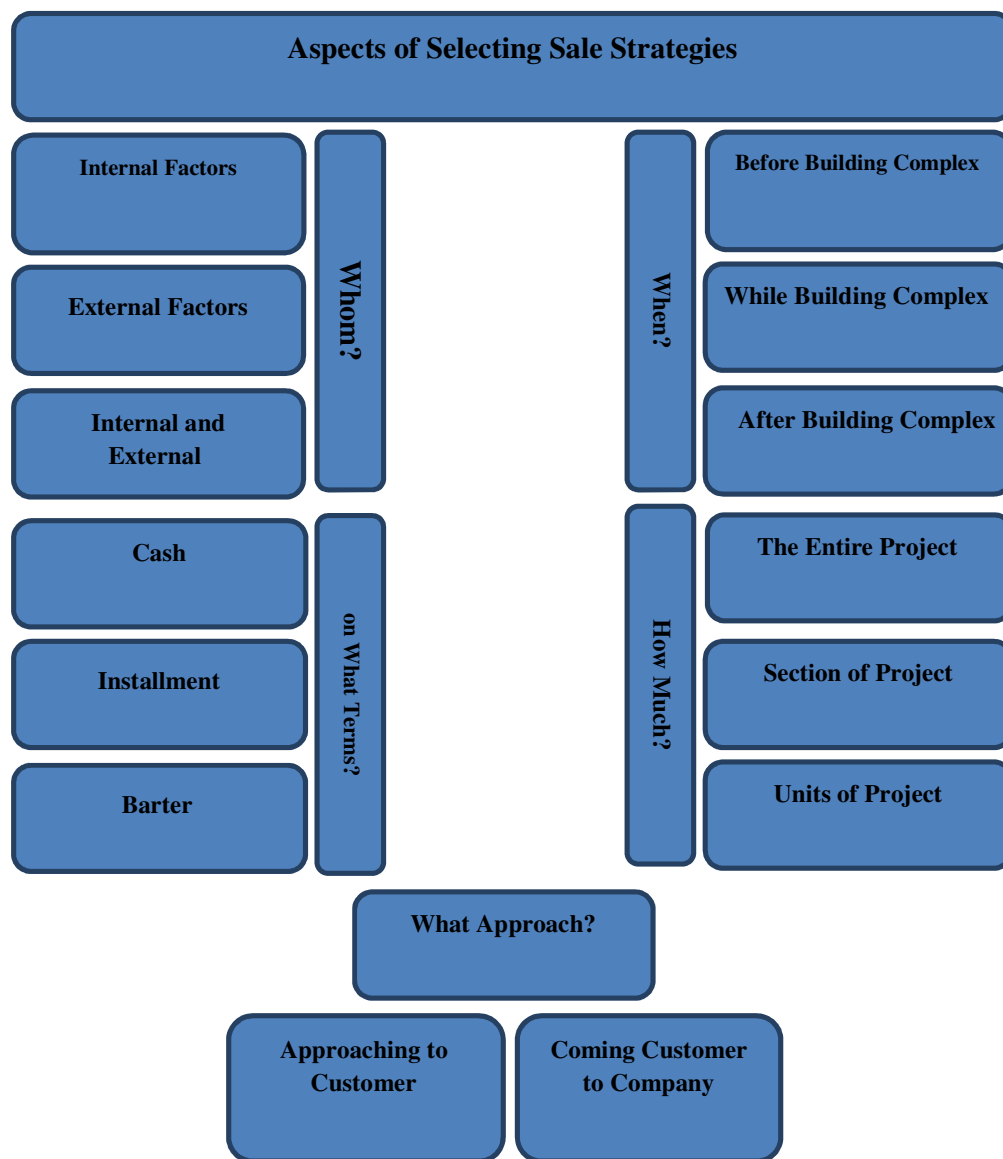 Aspects of Selecting Sale Strategies
Internal Factors
External Factors
Internal and
External
Whom?
When?
Before Building Complex
While Building Complex
After Building Complex
Cash
Installment
Barter
on What Terms?
How Much?
The Entire Project
Section of Project
Units of Project
What Approach?
Approaching to
Customer
Coming Customer
to Company